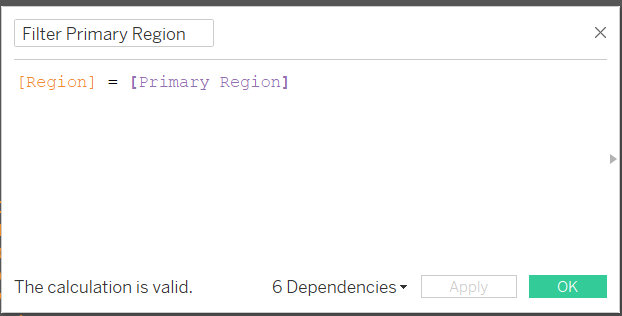 Filter Primary Region
[Region] = [Primary Region]
The calculation is valid. 6 Dependencies Apply OK